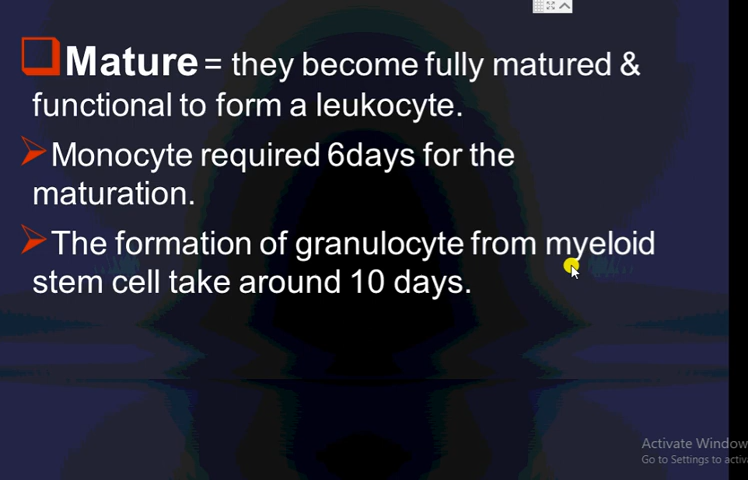 Mature = they become fully matured &
functional to form a leukocyte.
Monocyte required 6days for the
maturation.
The formation of granulocyte from myeloid
stem cell take around 10 days.
Activate Window
Go to Settings to activa